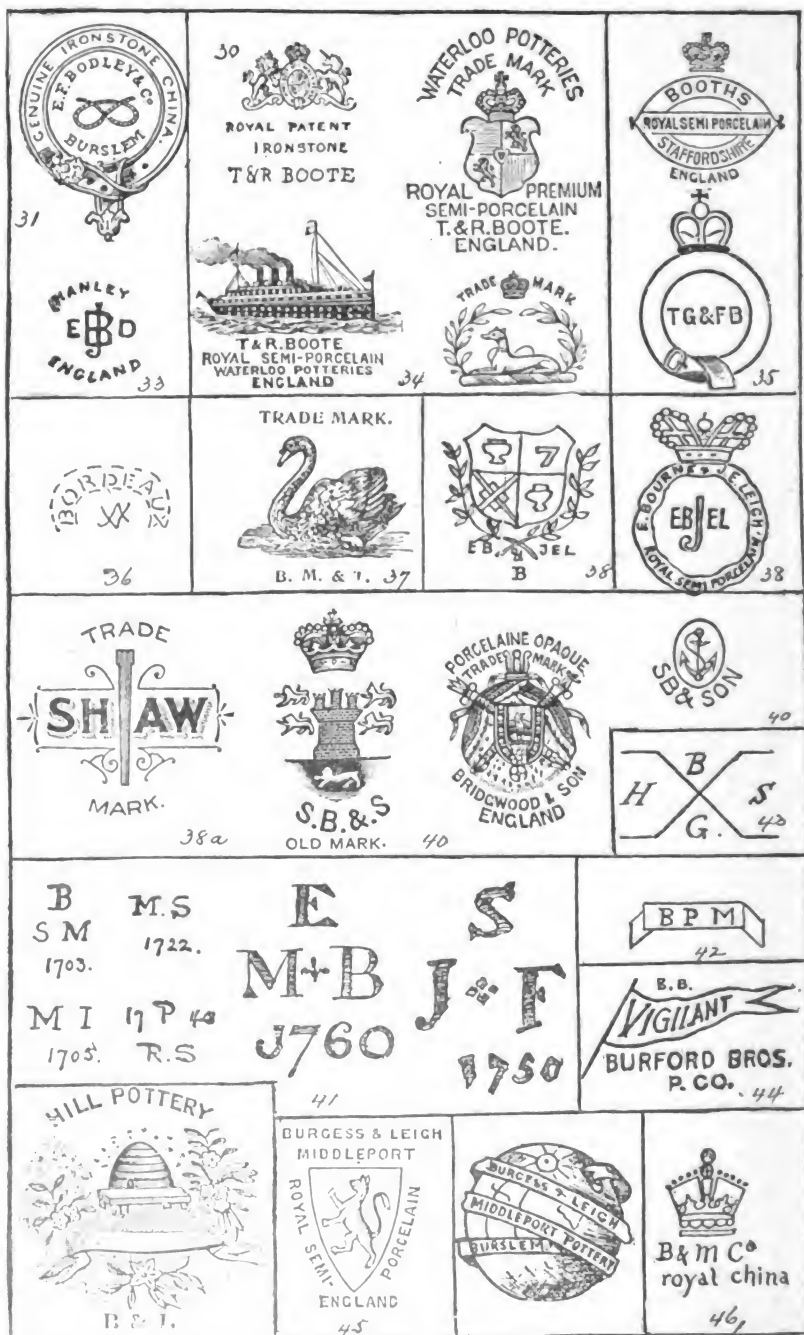 GENUINE IRONSTONE CHINA.
E.F. BODLEY & Co
BURSLEM
31
HANLEY
E B D
J
ENGLAND
33
30
ROYAL PATENT
IRONSTONE
T&R BOOTE
T&R. BOOTE
ROYAL SEMI-PORCELAIN
WATERLOO POTTERIES
ENGLAND
34
WATERLOO POTTERIES
TRADE MARK
ROYAL PREMIUM
SEMI-PORCELAIN
T.&R.BOOTE.
ENGLAND.
TRADE MARK
BOOTHS
ROYAL SEMI PORCELAIN
STAFFORDSHIRE
ENGLAND
TG&FB
35
BORDEAUX
36
TRADE MARK.
B. M. & T. 37
7
EB. JEL
B
38
E. BOURNE & J.E. LEIGH.
EBJEL
ROYAL SEMI PORCELAIN.
38
TRADE
SHAW
MARK.
38a
S.B.&.S
OLD MARK.
40
PORCELAINE OPAQUE
TRADE MARK
BRIDGWOOD & SON
ENGLAND
SB & SON
40
B
H S
G.
43
B
S M
1703.
M.S
1722.
M I
1705.
19 P 48
R.S
E
M+B
J760
S
J F
1750
41
B P M
42
B.B.
VIGILANT
BURFORD BROS.
P. CO.
44
HILL POTTERY
B & L
BURGESS & LEIGH
MIDDLEPORT
ROYAL SEMI-PORCELAIN
ENGLAND
45
BURGESS & LEIGH
MIDDLEPORT POTTERY
BURSLEM
B & M Co
royal china
46